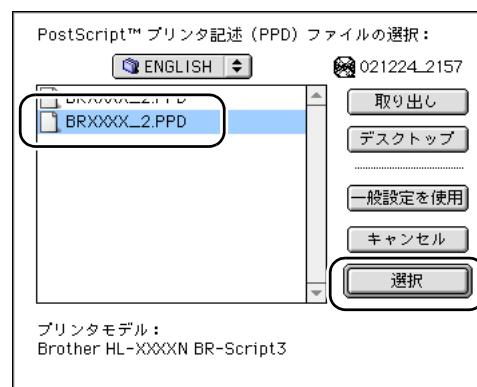 PostScript™ プリンタ記述（PPD）ファイルの選択：
ENGLISH
021224_2157
BRXXXX_2.PPD
BRXXXX_2.PPD
取り出し
デスクトップ
一般設定を使用
キャンセル
選択
プリンタモデル：
Brother HL-XXXXN BR-Script3